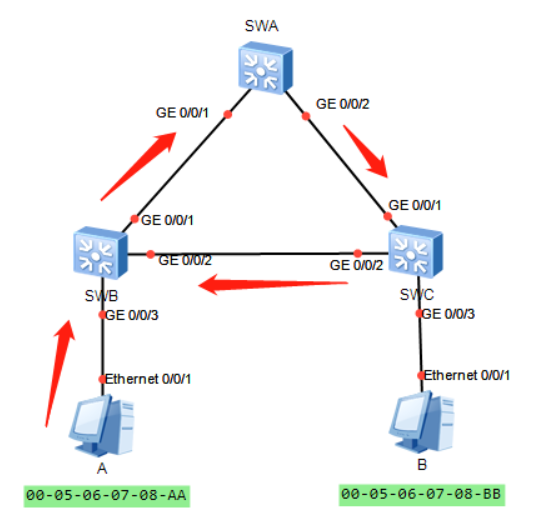 SWA
GE 0/0/1
GE 0/0/2
GE 0/0/1
GE 0/0/1
GE 0/0/2
GE 0/0/2
SWB
SWC
GE 0/0/3
GE 0/0/3
Ethernet 0/0/1
Ethernet 0/0/1
A
B
00-05-06-07-08-AA
00-05-06-07-08-BB